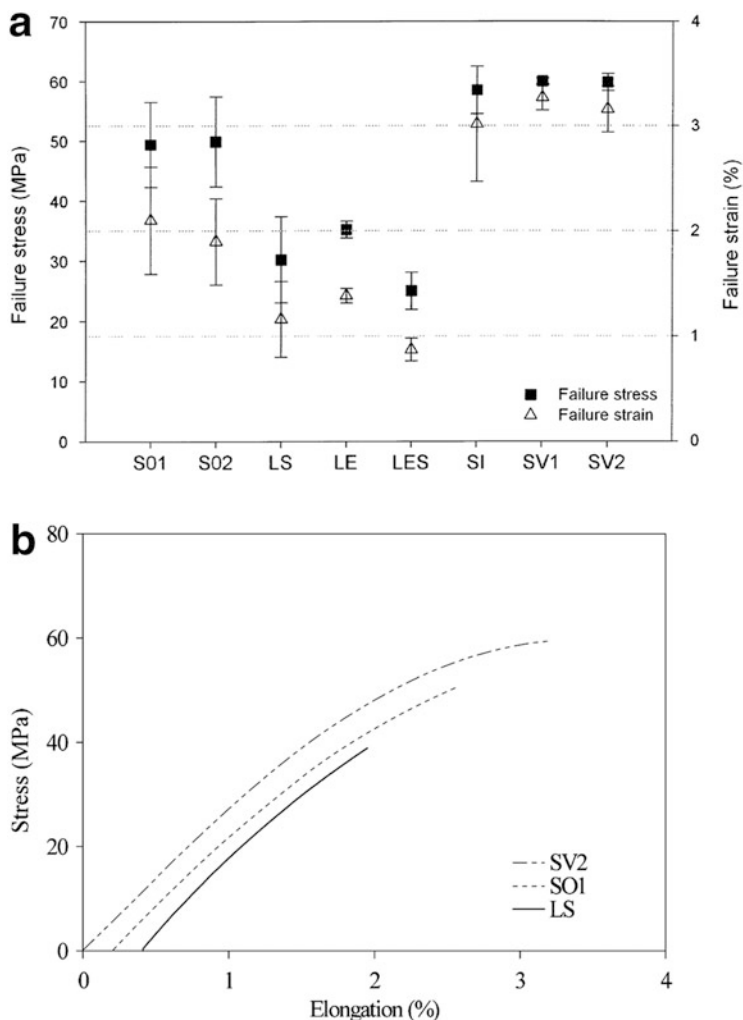 a
70
60
50
40
30
20
10
0
Failure stress (MPa)
4
3
2
1
0
Failure strain (%)
Failure stress
Failure strain
S01 S02 LS LE LES SI SV1 SV2
b
80
60
40
20
0
Stress (MPa)
SV2
SO1
LS
0 1 2 3 4
Elongation (%)